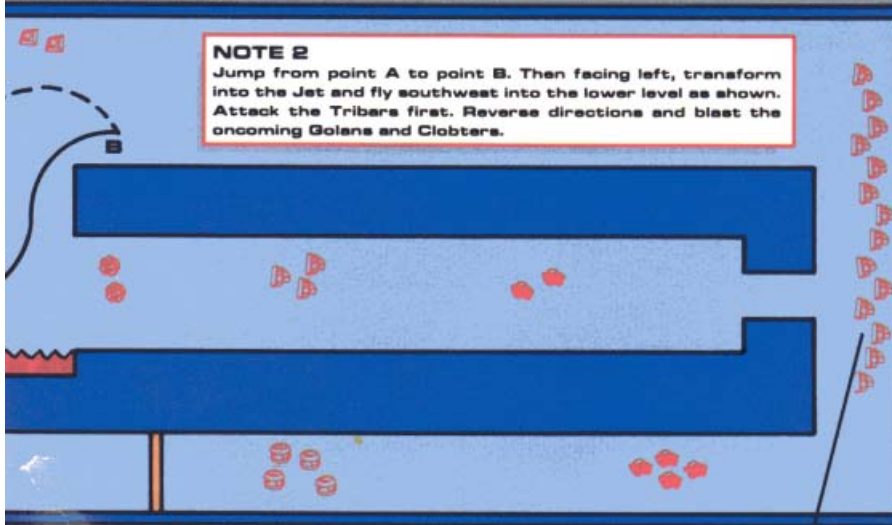 NOTE 2
Jump from point A to point B. Then facing left, transform
into the Jet and fly southwest into the lower level as shown.
Attack the Tribars first. Reverse directions and blast the
oncoming Golans and Clobters.
B